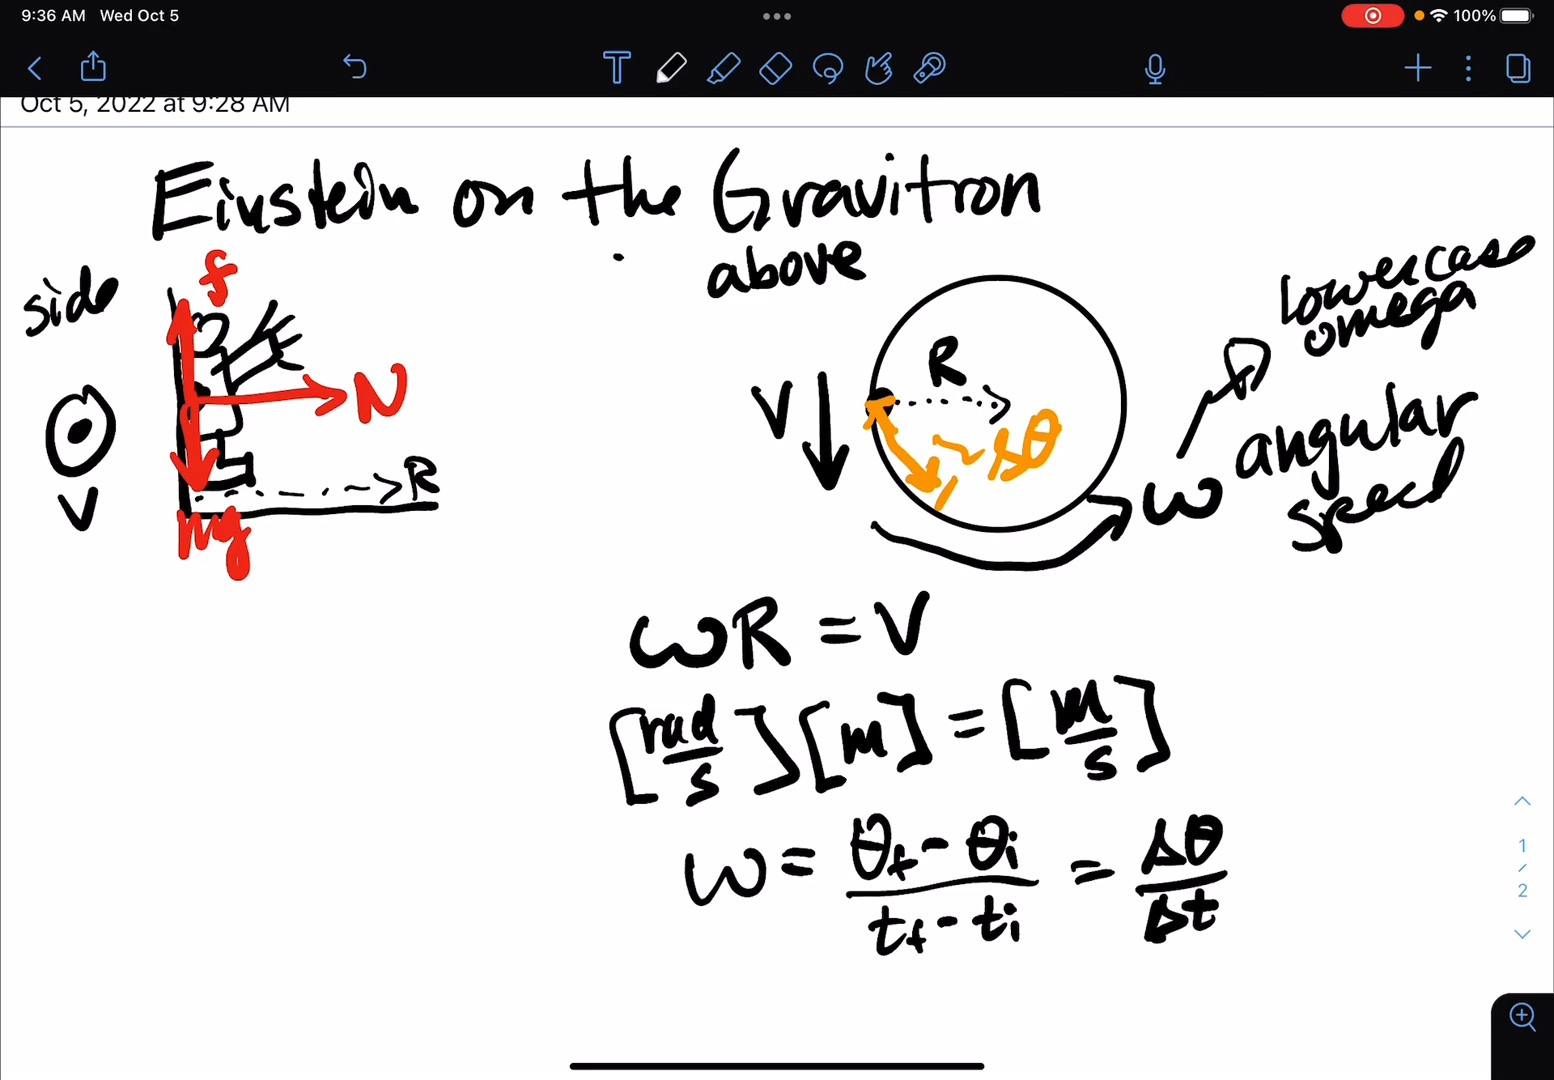 9:36 AM Wed Oct 5
100%
Oct 5, 2022 at 9:28 AM
Einstein on the Gravitron
side
f
N
V
R
mg
above
V
R
~Δθ
ω
lowercase
omega
angular
speed
ωR = V
[rad/s][m] = [m/s]
ω = (θf - θi)/(tf - ti) = Δθ/Δt
1
/
2